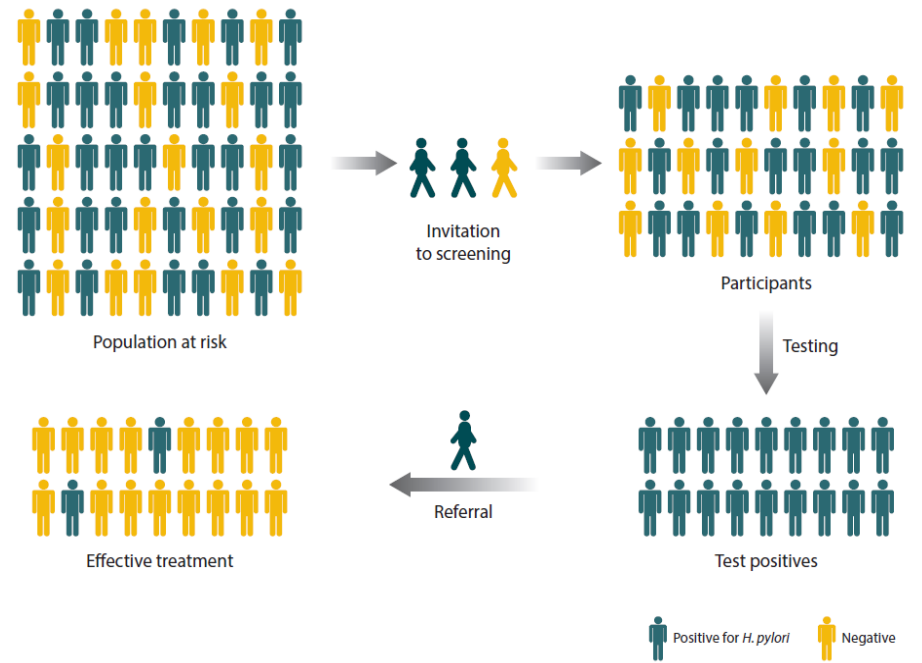 Population at risk
Invitation
to screening
Participants
Testing
Test positives
Referral
Effective treatment
Positive for H. pylori
Negative